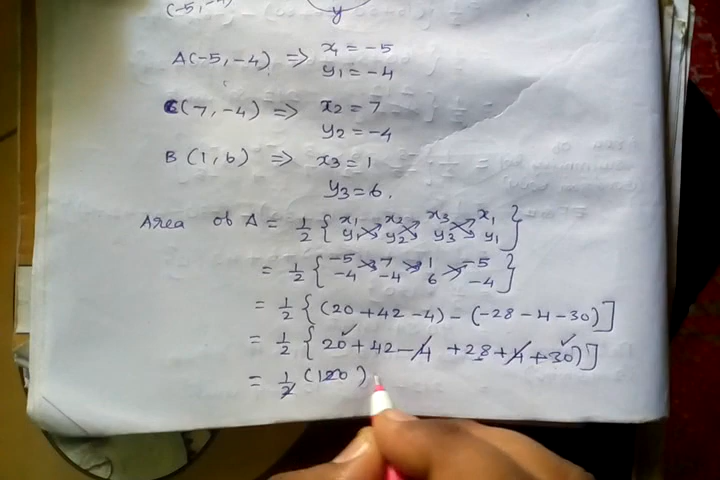 (-5, -4)
y
A(-5, -4) ⇒ x1 = -5
y1 = -4
C(7, -4) ⇒ x2 = 7
y2 = -4
B (1, 6) ⇒ x3 = 1
y3 = 6.
Area of Δ = 1/2 { x1 x2 x3 x1
y1 y2 y3 y1 }
= 1/2 { -5 7 1 -5
-4 -4 6 -4 }
= 1/2 { (20 + 42 - 4) - (-28 - 4 - 30) ]
= 1/2 { 20 + 42 - 4 + 28 + 4 + 30) ]
= 1/2 (120)